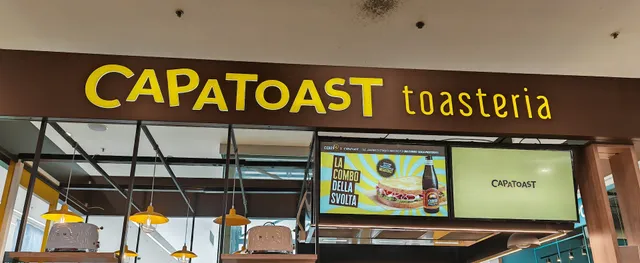 CAPATOAST toasteria
LA
COMBO
DELLA
SVOLTA
CAPATOAST